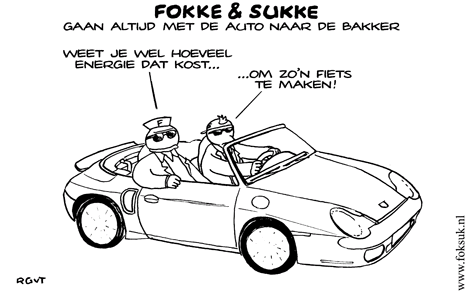 FOKKE & SUKKE
GAAN ALTIJD MET DE AUTO NAAR DE BAKKER
WEET JE WEL HOEVEEL
ENERGIE DAT KOST...
...OM ZO'N FIETS
TE MAKEN!
F
RGVT
www.foksuk.nl